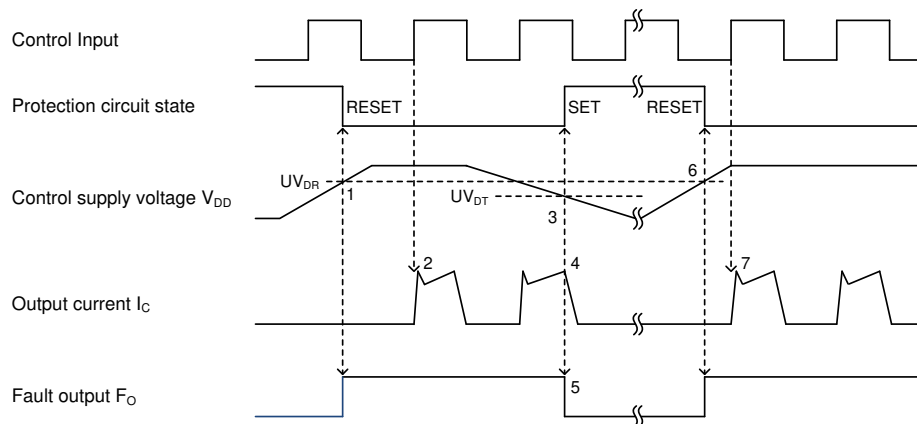 Control Input
Protection circuit state
RESET
SET
RESET
Control supply voltage V_DD
UV_DR
1
UV_DT
3
6
Output current I_C
2
4
7
Fault output F_O
5